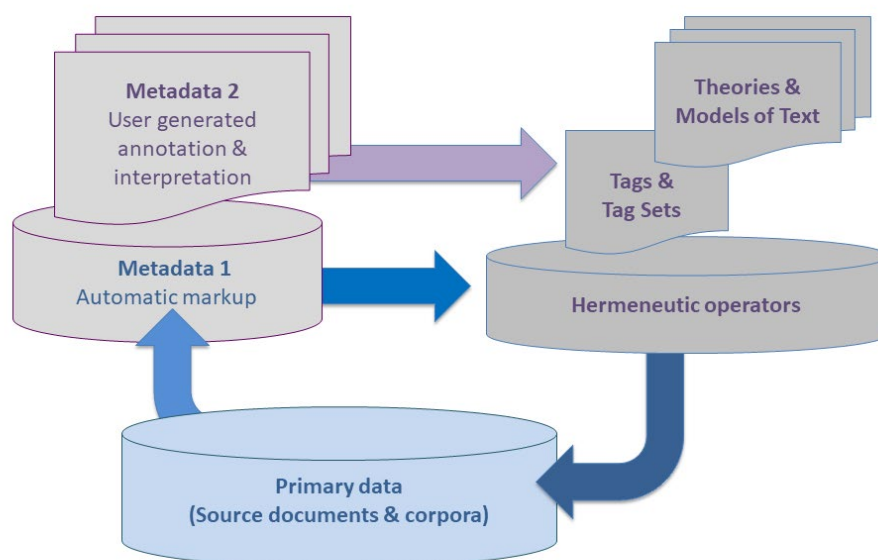 Metadata 2
User generated
annotation &
interpretation
Theories &
Models of Text
Tags &
Tag Sets
Metadata 1
Automatic markup
Hermeneutic operators
Primary data
(Source documents & corpora)